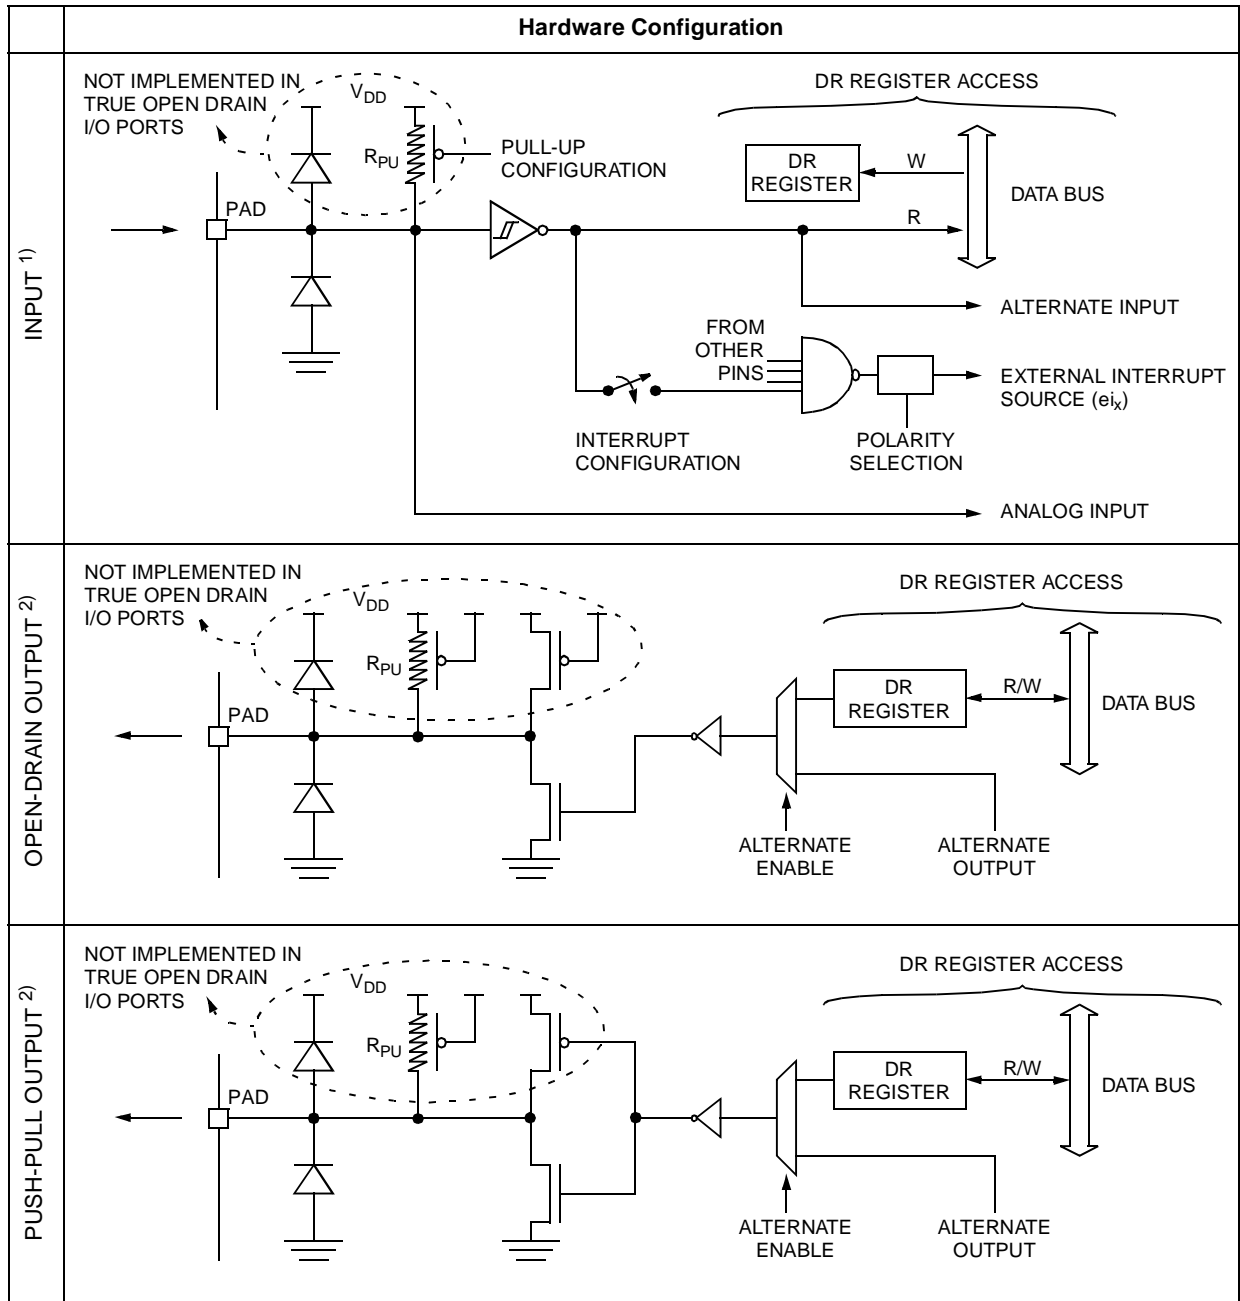 Hardware Configuration
INPUT 1)
NOT IMPLEMENTED IN
TRUE OPEN DRAIN
I/O PORTS
VDD
RPU
PULL-UP
CONFIGURATION
PAD
DR REGISTER ACCESS
DR
REGISTER
W
R
DATA BUS
ALTERNATE INPUT
FROM
OTHER
PINS
EXTERNAL INTERRUPT
SOURCE (eix)
INTERRUPT
CONFIGURATION
POLARITY
SELECTION
ANALOG INPUT
OPEN-DRAIN OUTPUT 2)
NOT IMPLEMENTED IN
TRUE OPEN DRAIN
I/O PORTS
VDD
RPU
PAD
DR REGISTER ACCESS
DR
REGISTER
R/W
DATA BUS
ALTERNATE
ENABLE
ALTERNATE
OUTPUT
PUSH-PULL OUTPUT 2)
NOT IMPLEMENTED IN
TRUE OPEN DRAIN
I/O PORTS
VDD
RPU
PAD
DR REGISTER ACCESS
DR
REGISTER
R/W
DATA BUS
ALTERNATE
ENABLE
ALTERNATE
OUTPUT